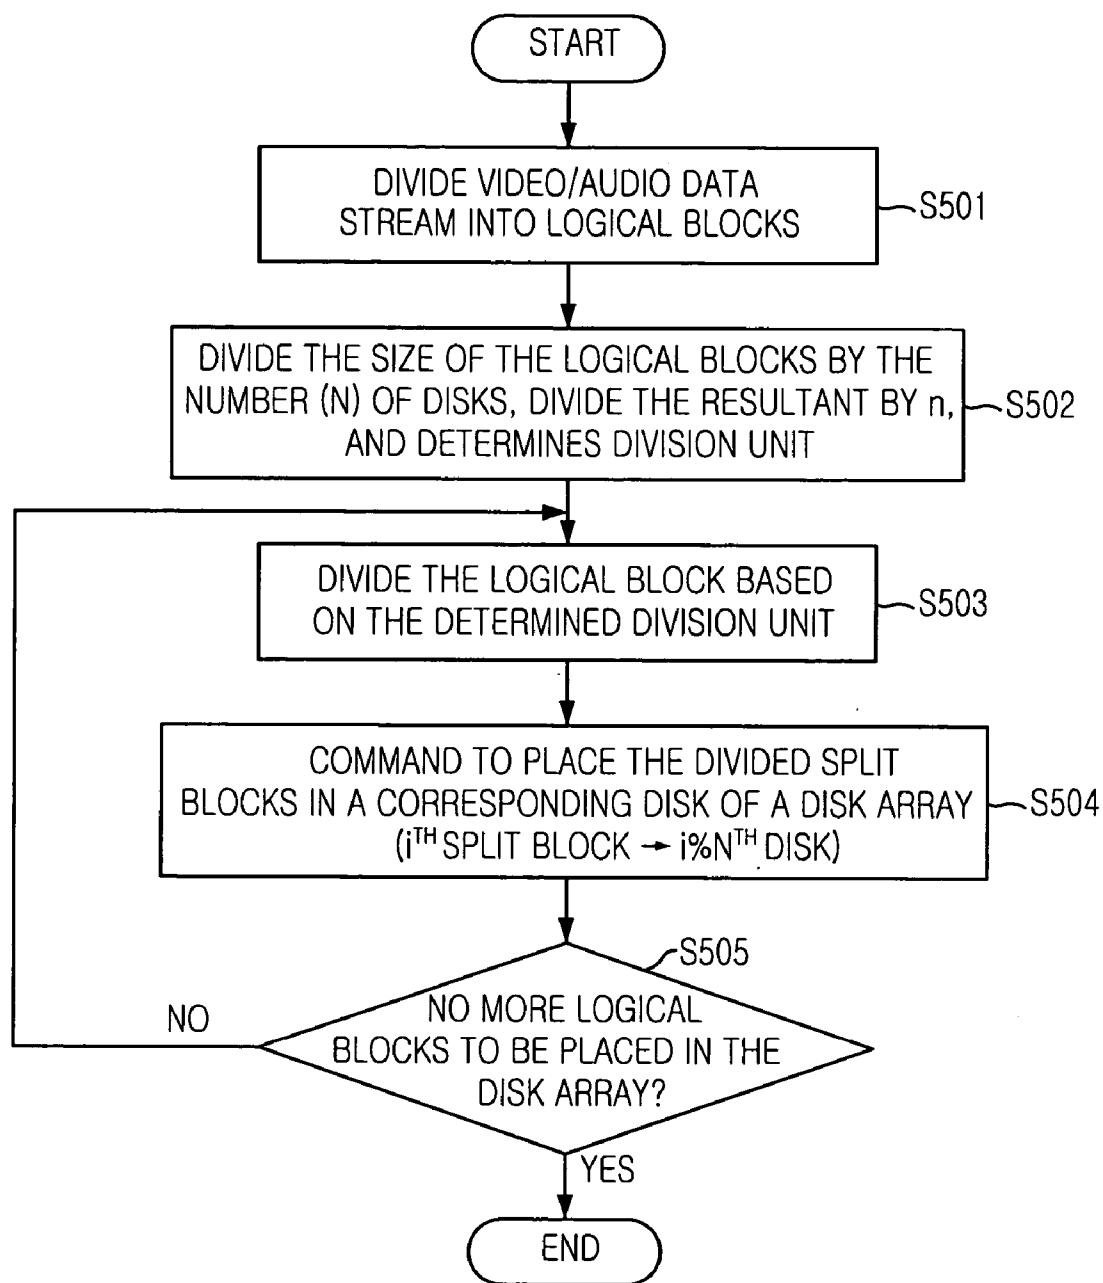 START
DIVIDE VIDEO/AUDIO DATA
STREAM INTO LOGICAL BLOCKS
S501
DIVIDE THE SIZE OF THE LOGICAL BLOCKS BY THE
NUMBER (N) OF DISKS, DIVIDE THE RESULTANT BY n,
AND DETERMINES DIVISION UNIT
S502
DIVIDE THE LOGICAL BLOCK BASED
ON THE DETERMINED DIVISION UNIT
S503
COMMAND TO PLACE THE DIVIDED SPLIT
BLOCKS IN A CORRESPONDING DISK OF A DISK ARRAY
(i^TH SPLIT BLOCK → i%N^TH DISK)
S504
S505
NO MORE LOGICAL
BLOCKS TO BE PLACED IN THE
DISK ARRAY?
NO
YES
END